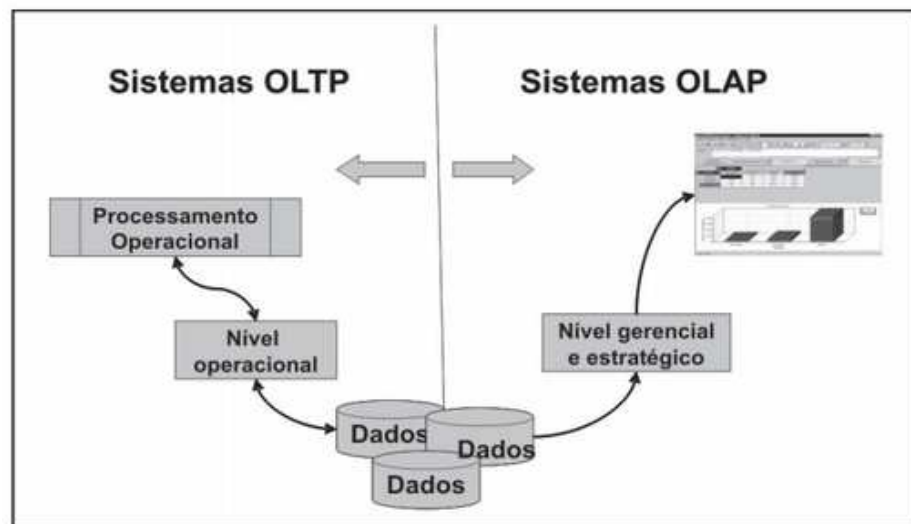 Sistemas OLTP
Sistemas OLAP
Processamento
Operacional
Nível
operacional
Nível gerencial
e estratégico
Dados
Dados
Dados